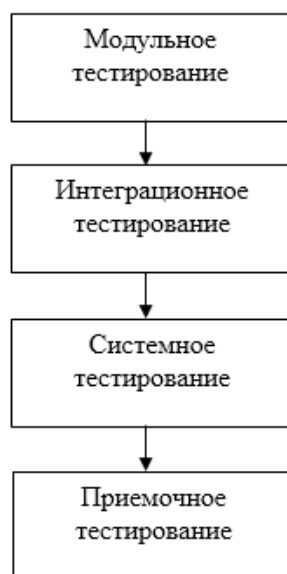 Модульное
тестирование
Интеграционное
тестирование
Системное
тестирование
Приемочное
тестирование